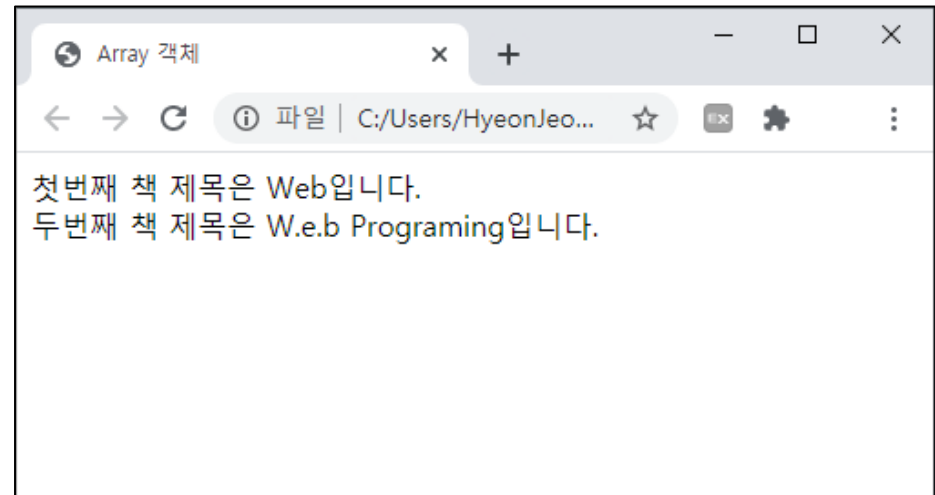 Array 객체
파일 | C:/Users/HyeonJeo...
EX
첫번째 책 제목은 Web입니다.
두번째 책 제목은 W.e.b Programing입니다.